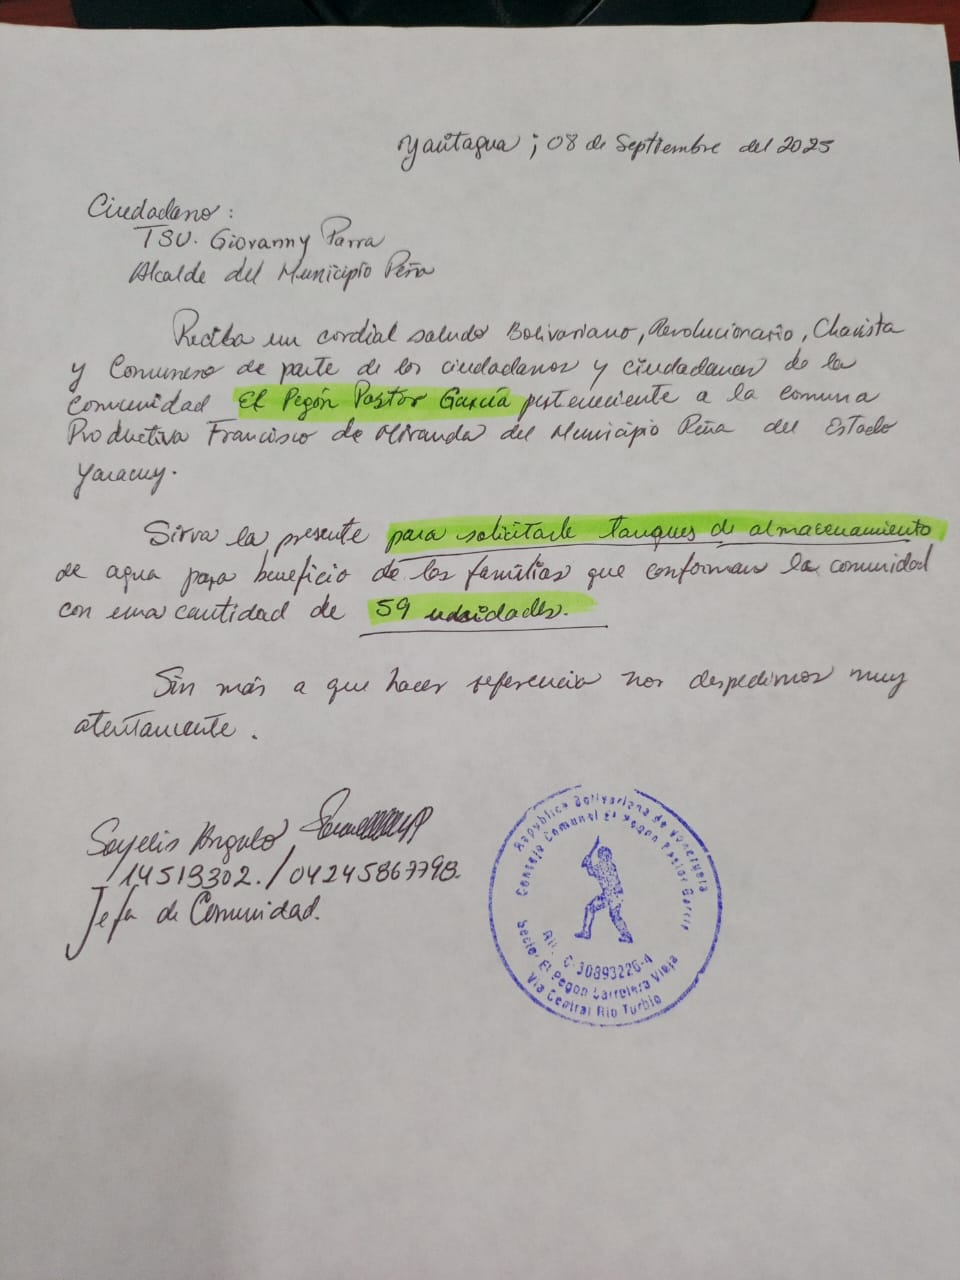 Yaritagua; 08 de Septiembre del 2025
Ciudadano:
TSU. Giovanny Parra
Alcalde del Municipio Peña
Reciba un cordial saludo Bolivariano, Revolucionario, Chavista
y Comunero de parte de los ciudadanos y ciudadanas de la
Comunidad El Pegón Pastor García perteneciente a la comuna
Productiva Francisco de Miranda del Municipio Peña del Estado
Yaracuy.
Sirva la presente para solicitarle tanques de almacenamiento
de agua para beneficio de las familias que conforman la comunidad
con una cantidad de 59 unidades.
Sin más a que hacer referencia nos despedimos muy
atentamente.
Sayelis Angulo
14513302. / 04245867798.
Jefa de Comunidad.
República Bolivariana de Venezuela
Consejo Comunal El Pegon Pastor Garcia
Rif. C-30893226-4
Sector El Pegon Carretera Vieja
Via Central Rio Turbio